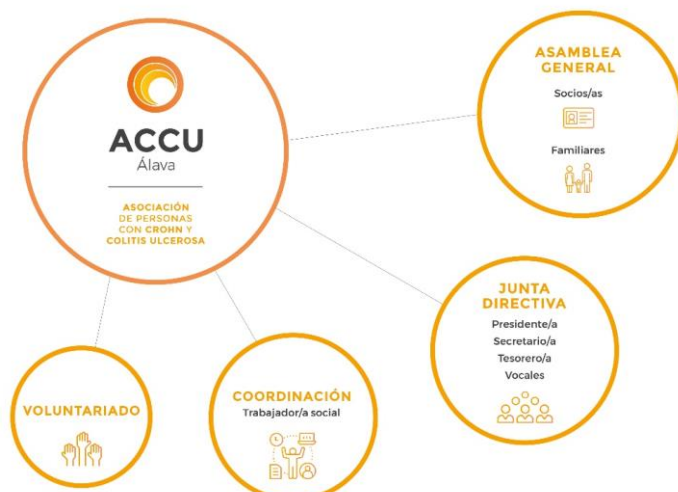 ACCU
Álava
ASOCIACIÓN
DE PERSONAS
CON CROHN Y
COLITIS ULCEROSA
ASAMBLEA
GENERAL
Socios/as
Familiares
JUNTA
DIRECTIVA
Presidente/a
Secretario/a
Tesorero/a
Vocales
COORDINACIÓN
Trabajador/a social
VOLUNTARIADO